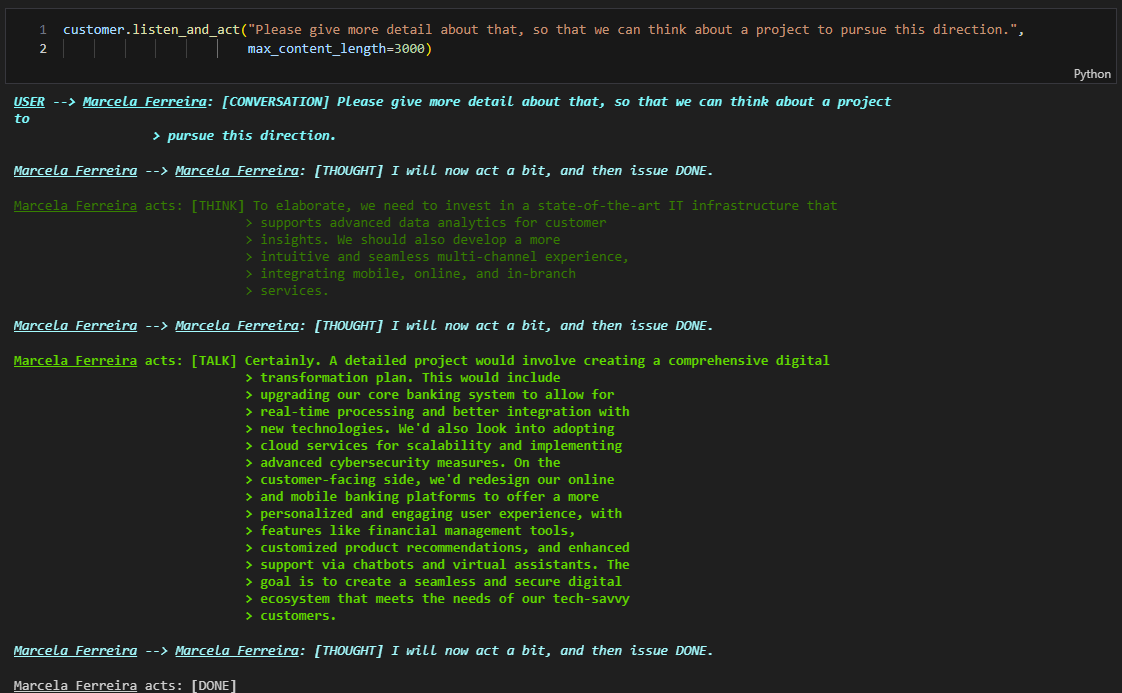 1 customer.listen_and_act("Please give more detail about that, so that we can think about a project to pursue this direction.",
2 max_content_length=3000)
Python
USER --> Marcela Ferreira: [CONVERSATION] Please give more detail about that, so that we can think about a project
to
> pursue this direction.
Marcela Ferreira --> Marcela Ferreira: [THOUGHT] I will now act a bit, and then issue DONE.
Marcela Ferreira acts: [THINK] To elaborate, we need to invest in a state-of-the-art IT infrastructure that
> supports advanced data analytics for customer
> insights. We should also develop a more
> intuitive and seamless multi-channel experience,
> integrating mobile, online, and in-branch
> services.
Marcela Ferreira --> Marcela Ferreira: [THOUGHT] I will now act a bit, and then issue DONE.
Marcela Ferreira acts: [TALK] Certainly. A detailed project would involve creating a comprehensive digital
> transformation plan. This would include
> upgrading our core banking system to allow for
> real-time processing and better integration with
> new technologies. We'd also look into adopting
> cloud services for scalability and implementing
> advanced cybersecurity measures. On the
> customer-facing side, we'd redesign our online
> and mobile banking platforms to offer a more
> personalized and engaging user experience, with
> features like financial management tools,
> customized product recommendations, and enhanced
> support via chatbots and virtual assistants. The
> goal is to create a seamless and secure digital
> ecosystem that meets the needs of our tech-savvy
> customers.
Marcela Ferreira --> Marcela Ferreira: [THOUGHT] I will now act a bit, and then issue DONE.
Marcela Ferreira acts: [DONE]